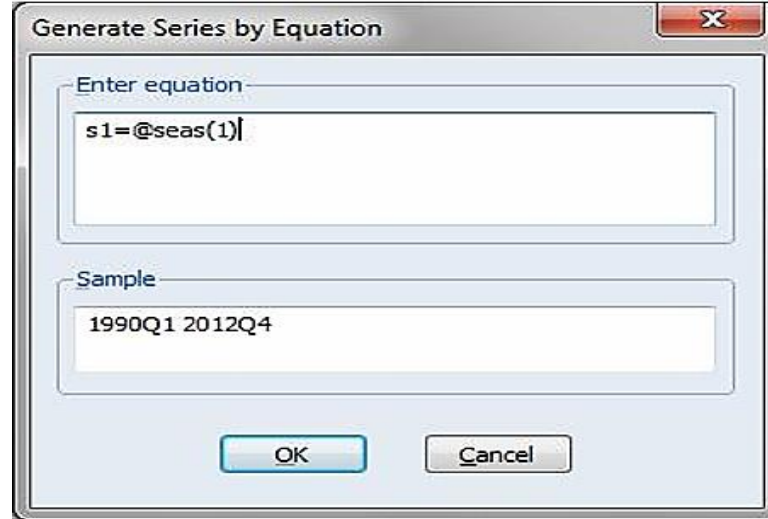 Generate Series by Equation
Enter equation
s1=@seas(1)
Sample
1990Q1 2012Q4
OK
Cancel